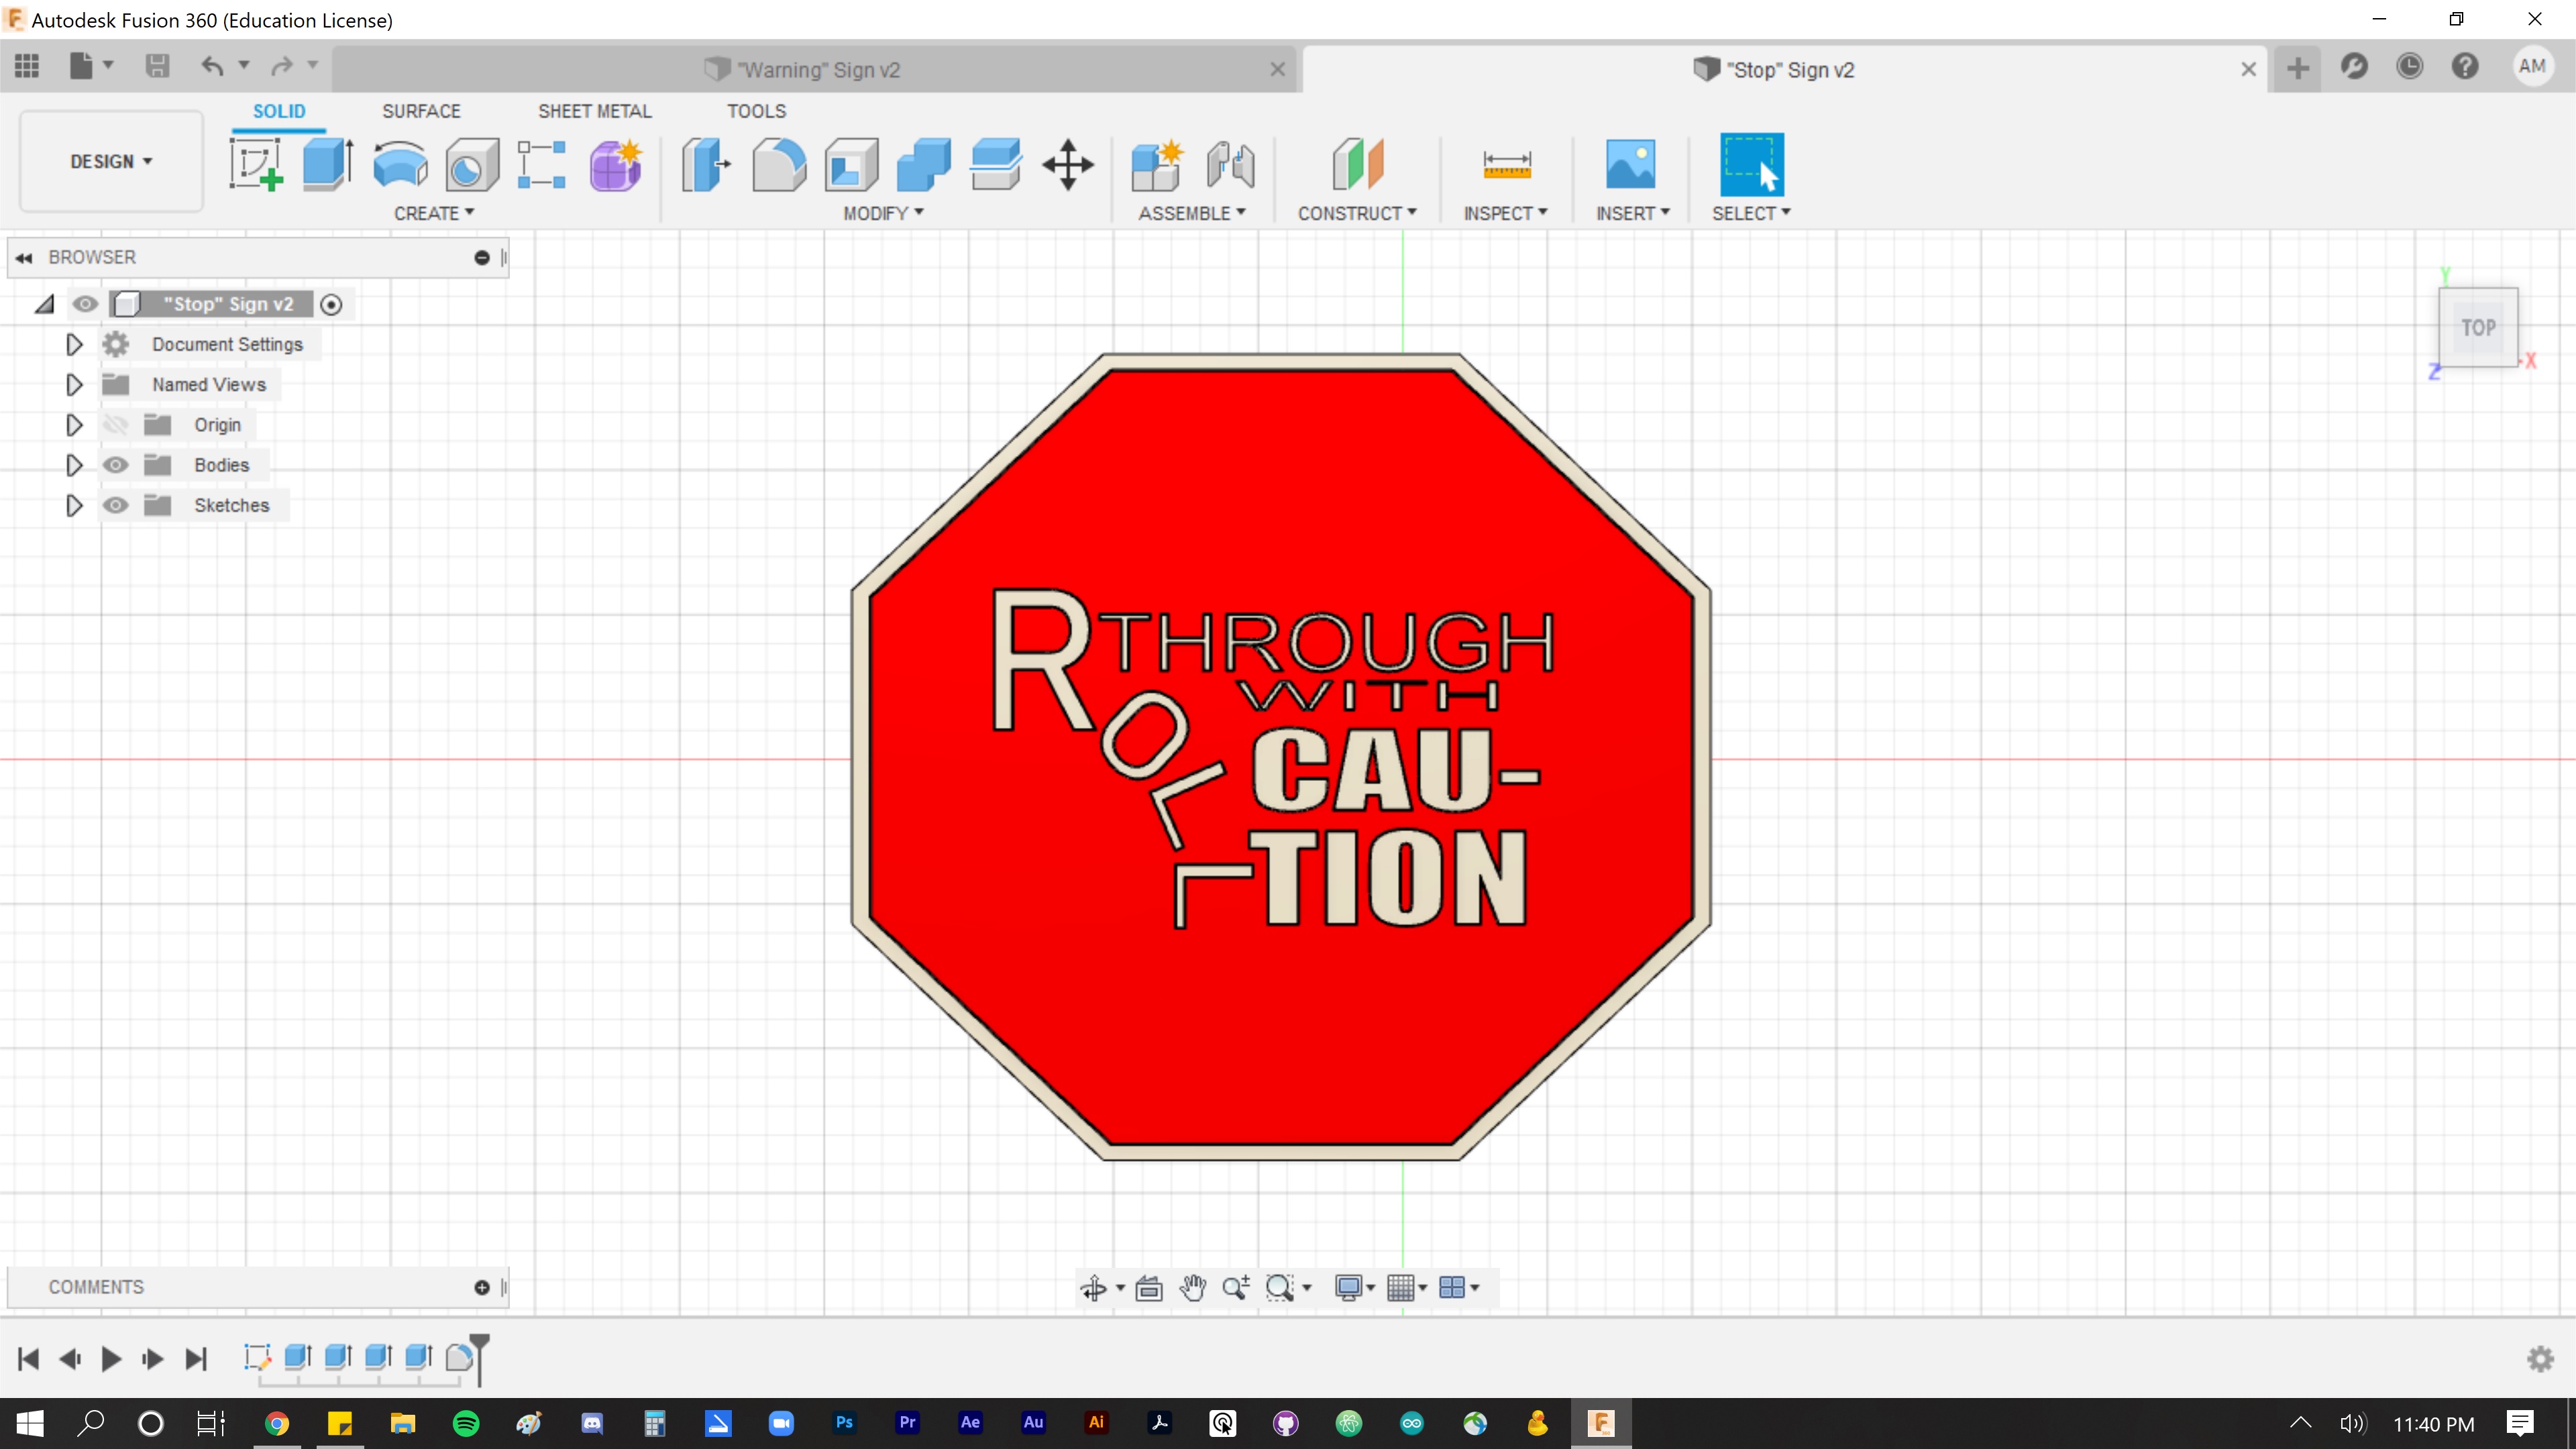 Autodesk Fusion 360 (Education License)
"Warning" Sign v2
"Stop" Sign v2
AM
SOLID
SURFACE
SHEET METAL
TOOLS
DESIGN
CREATE
MODIFY
ASSEMBLE
CONSTRUCT
INSPECT
INSERT
SELECT
BROWSER
"Stop" Sign v2
Document Settings
Named Views
Origin
Bodies
Sketches
Y
TOP
Z
X
ROLL
THROUGH
WITH
CAU-
TION
COMMENTS
Ps
Pr
Ae
Au
Ai
F
11:40 PM